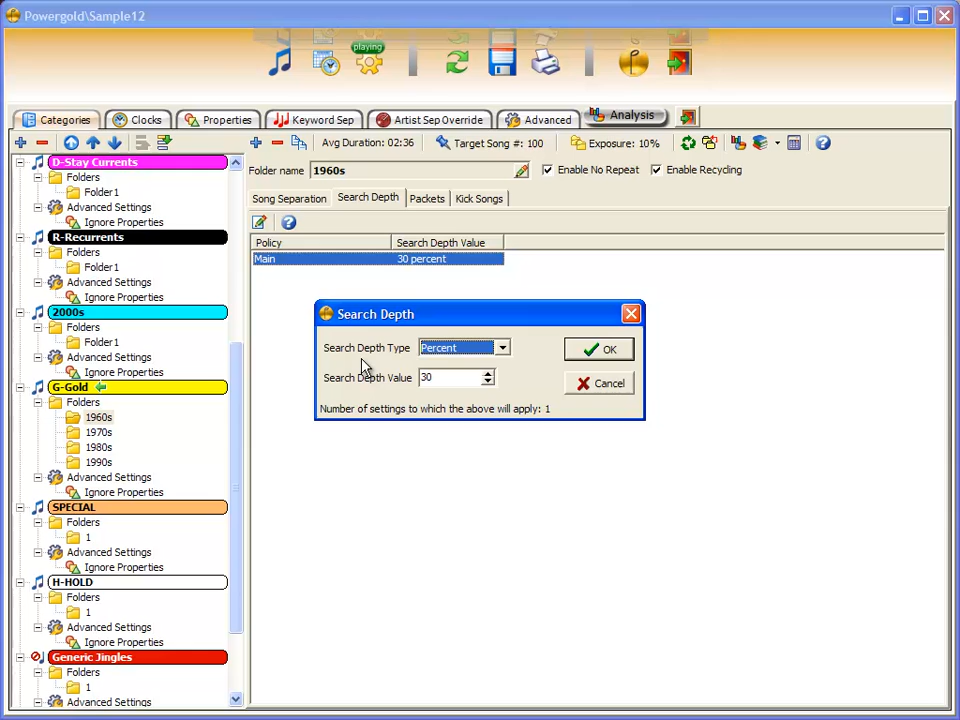 Powergold\Sample12
playing
Categories
Clocks
Properties
Keyword Sep
Artist Sep Override
Advanced
Analysis
Avg Duration: 02:36
Target Song #: 100
Exposure: 10%
Folder name 1960s
Enable No Repeat
Enable Recycling
Song Separation
Search Depth
Packets
Kick Songs
Policy
Search Depth Value
Main
30 percent
Search Depth
Search Depth Type
Percent
OK
Search Depth Value
30
Cancel
Number of settings to which the above will apply: 1
D-Stay Currents
Folders
Folder1
Advanced Settings
Ignore Properties
R-Recurrents
Folders
Folder1
Advanced Settings
Ignore Properties
2000s
Folders
Folder1
Advanced Settings
Ignore Properties
G-Gold
Folders
1960s
1970s
1980s
1990s
Advanced Settings
Ignore Properties
SPECIAL
Folders
1
Advanced Settings
Ignore Properties
H-HOLD
Folders
1
Advanced Settings
Ignore Properties
Generic Jingles
Folders
1
Advanced Settings